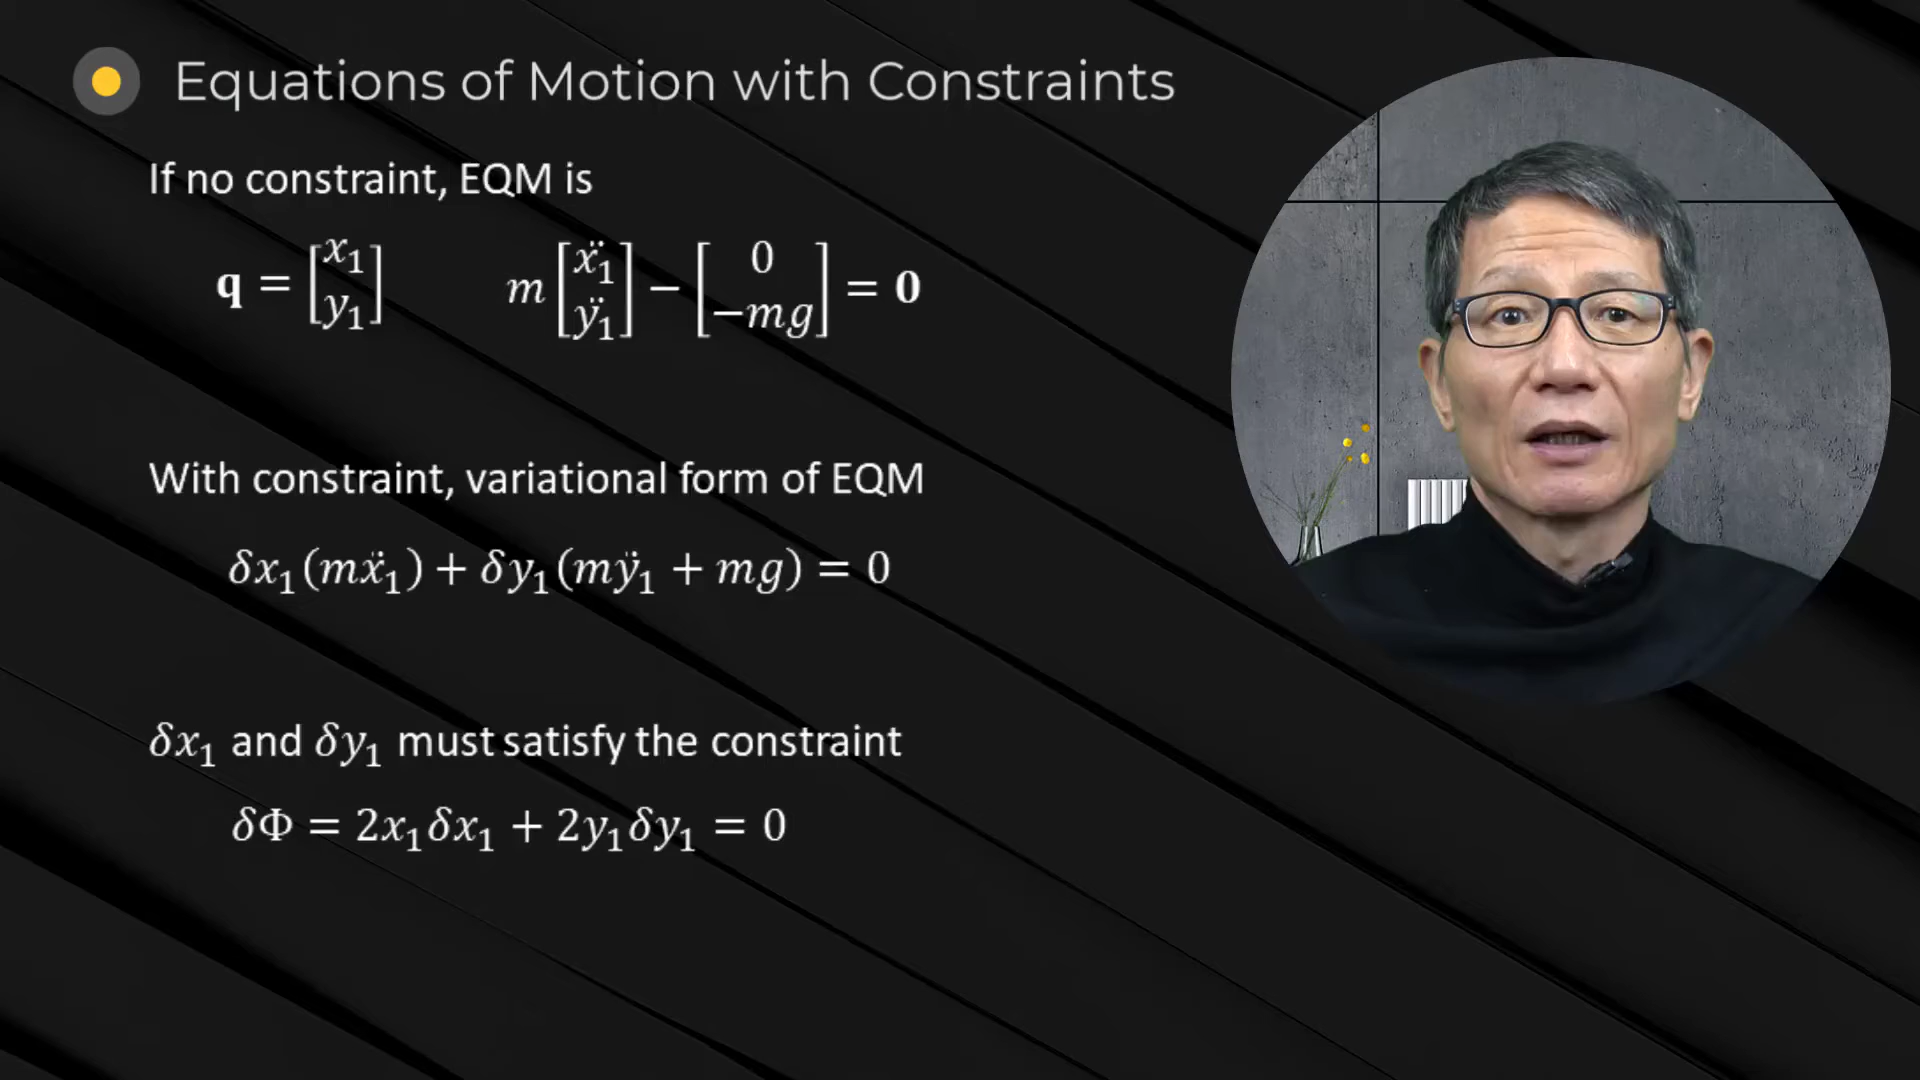 Equations of Motion with Constraints
If no constraint, EQM is
𝐪 = [x₁ y₁] m[ẍ₁ ÿ₁] − [0 −mg] = 𝟎
With constraint, variational form of EQM
δx₁(mẍ₁) + δy₁(mÿ₁ + mg) = 0
δx₁ and δy₁ must satisfy the constraint
δΦ = 2x₁δx₁ + 2y₁δy₁ = 0